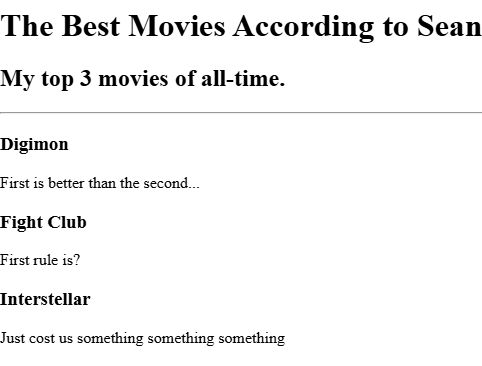 The Best Movies According to Sean
My top 3 movies of all-time.
Digimon
First is better than the second...
Fight Club
First rule is?
Interstellar
Just cost us something something something